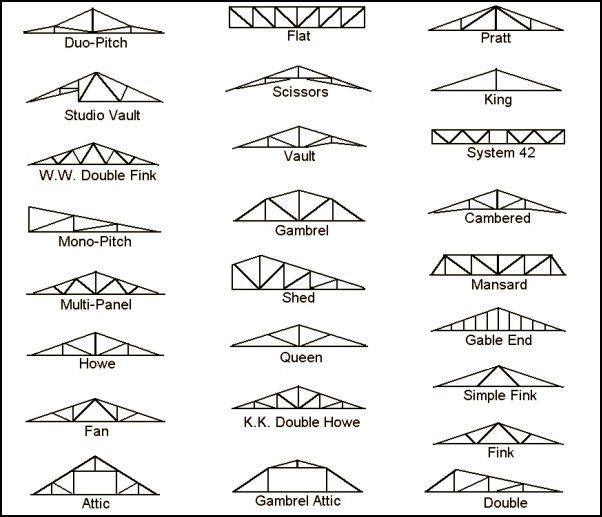 Duo-Pitch
Studio Vault
W.W. Double Fink
Mono-Pitch
Multi-Panel
Howe
Fan
Attic
Flat
Scissors
Vault
Gambrel
Shed
Queen
K.K. Double Howe
Gambrel Attic
Pratt
King
System 42
Cambered
Mansard
Gable End
Simple Fink
Fink
Double